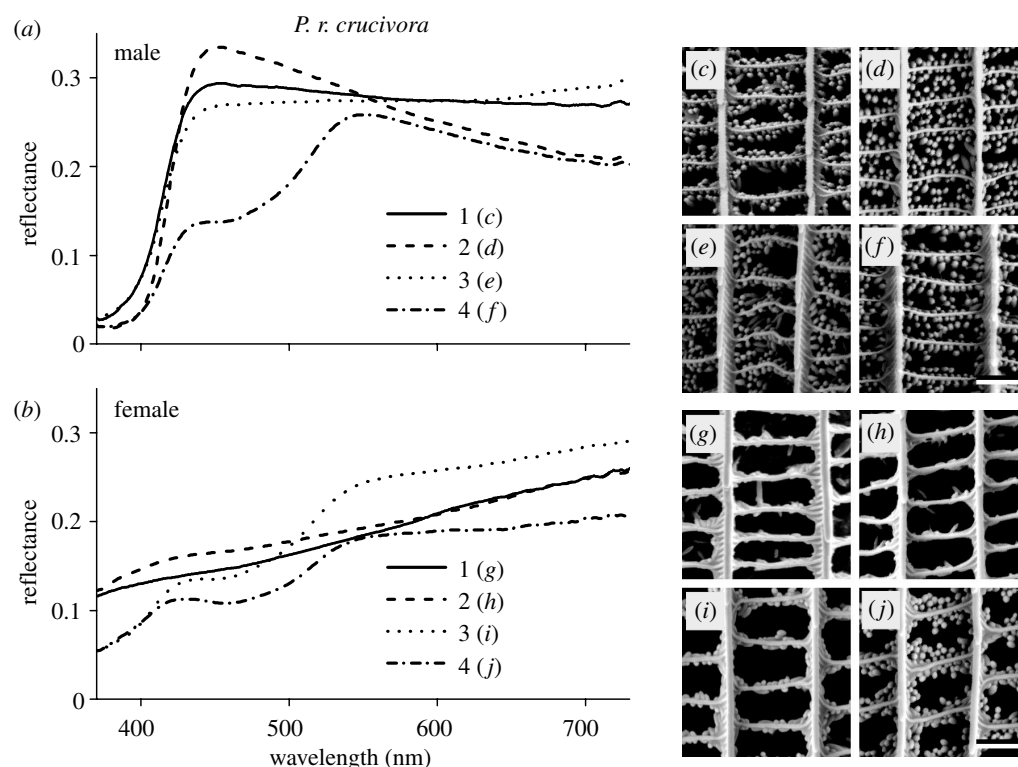 P. r. crucivora
(a)
male
0.3
0.2
0.1
0
reflectance
1 (c)
2 (d)
3 (e)
4 (f)
(b)
female
0.3
0.2
0.1
0
reflectance
1 (g)
2 (h)
3 (i)
4 (j)
400 500 600 700
wavelength (nm)
(c)
(d)
(e)
(f)
(g)
(h)
(i)
(j)